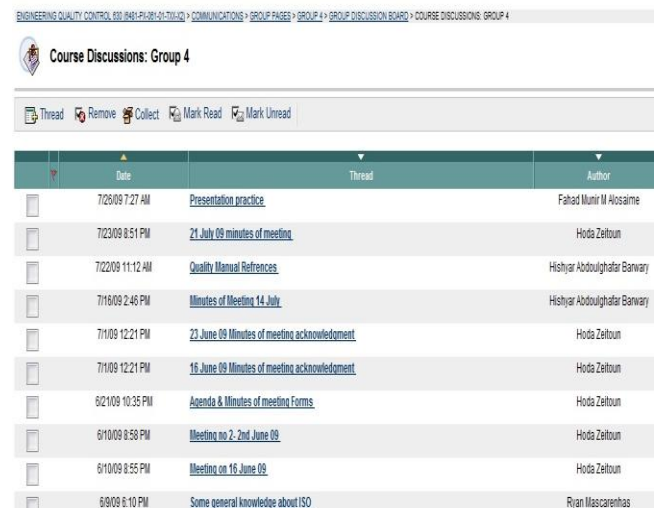 ENGINEERING QUALITY CONTROL 630 (8481-PX-061-01-TXX-X2) > COMMUNICATIONS > GROUP PAGES > GROUP 4 > GROUP DISCUSSION BOARD > COURSE DISCUSSIONS: GROUP 4
Course Discussions: Group 4
Thread Remove Collect Mark Read Mark Unread
Date Thread Author
7/26/09 7:27 AM Presentation practice Fahad Munir M Alosaime
7/23/09 8:51 PM 21 July 09 minutes of meeting Hoda Zeitoun
7/22/09 11:12 AM Quality Manual Refrences Hishyar Abdoulghafar Barwary
7/16/09 2:46 PM Minutes of Meeting 14 July Hishyar Abdoulghafar Barwary
7/1/09 12:21 PM 23 June 09 Minutes of meeting acknowledgment Hoda Zeitoun
7/1/09 12:21 PM 16 June 09 Minutes of meeting acknowledgment Hoda Zeitoun
6/21/09 10:35 PM Agenda & Minutes of meeting Forms Hoda Zeitoun
6/10/09 8:58 PM Meeting no 2- 2nd June 09 Hoda Zeitoun
6/10/09 8:55 PM Meeting on 16 June 09 Hoda Zeitoun
6/9/09 6:10 PM Some general knowledge about ISO Ryan Mascarenhas